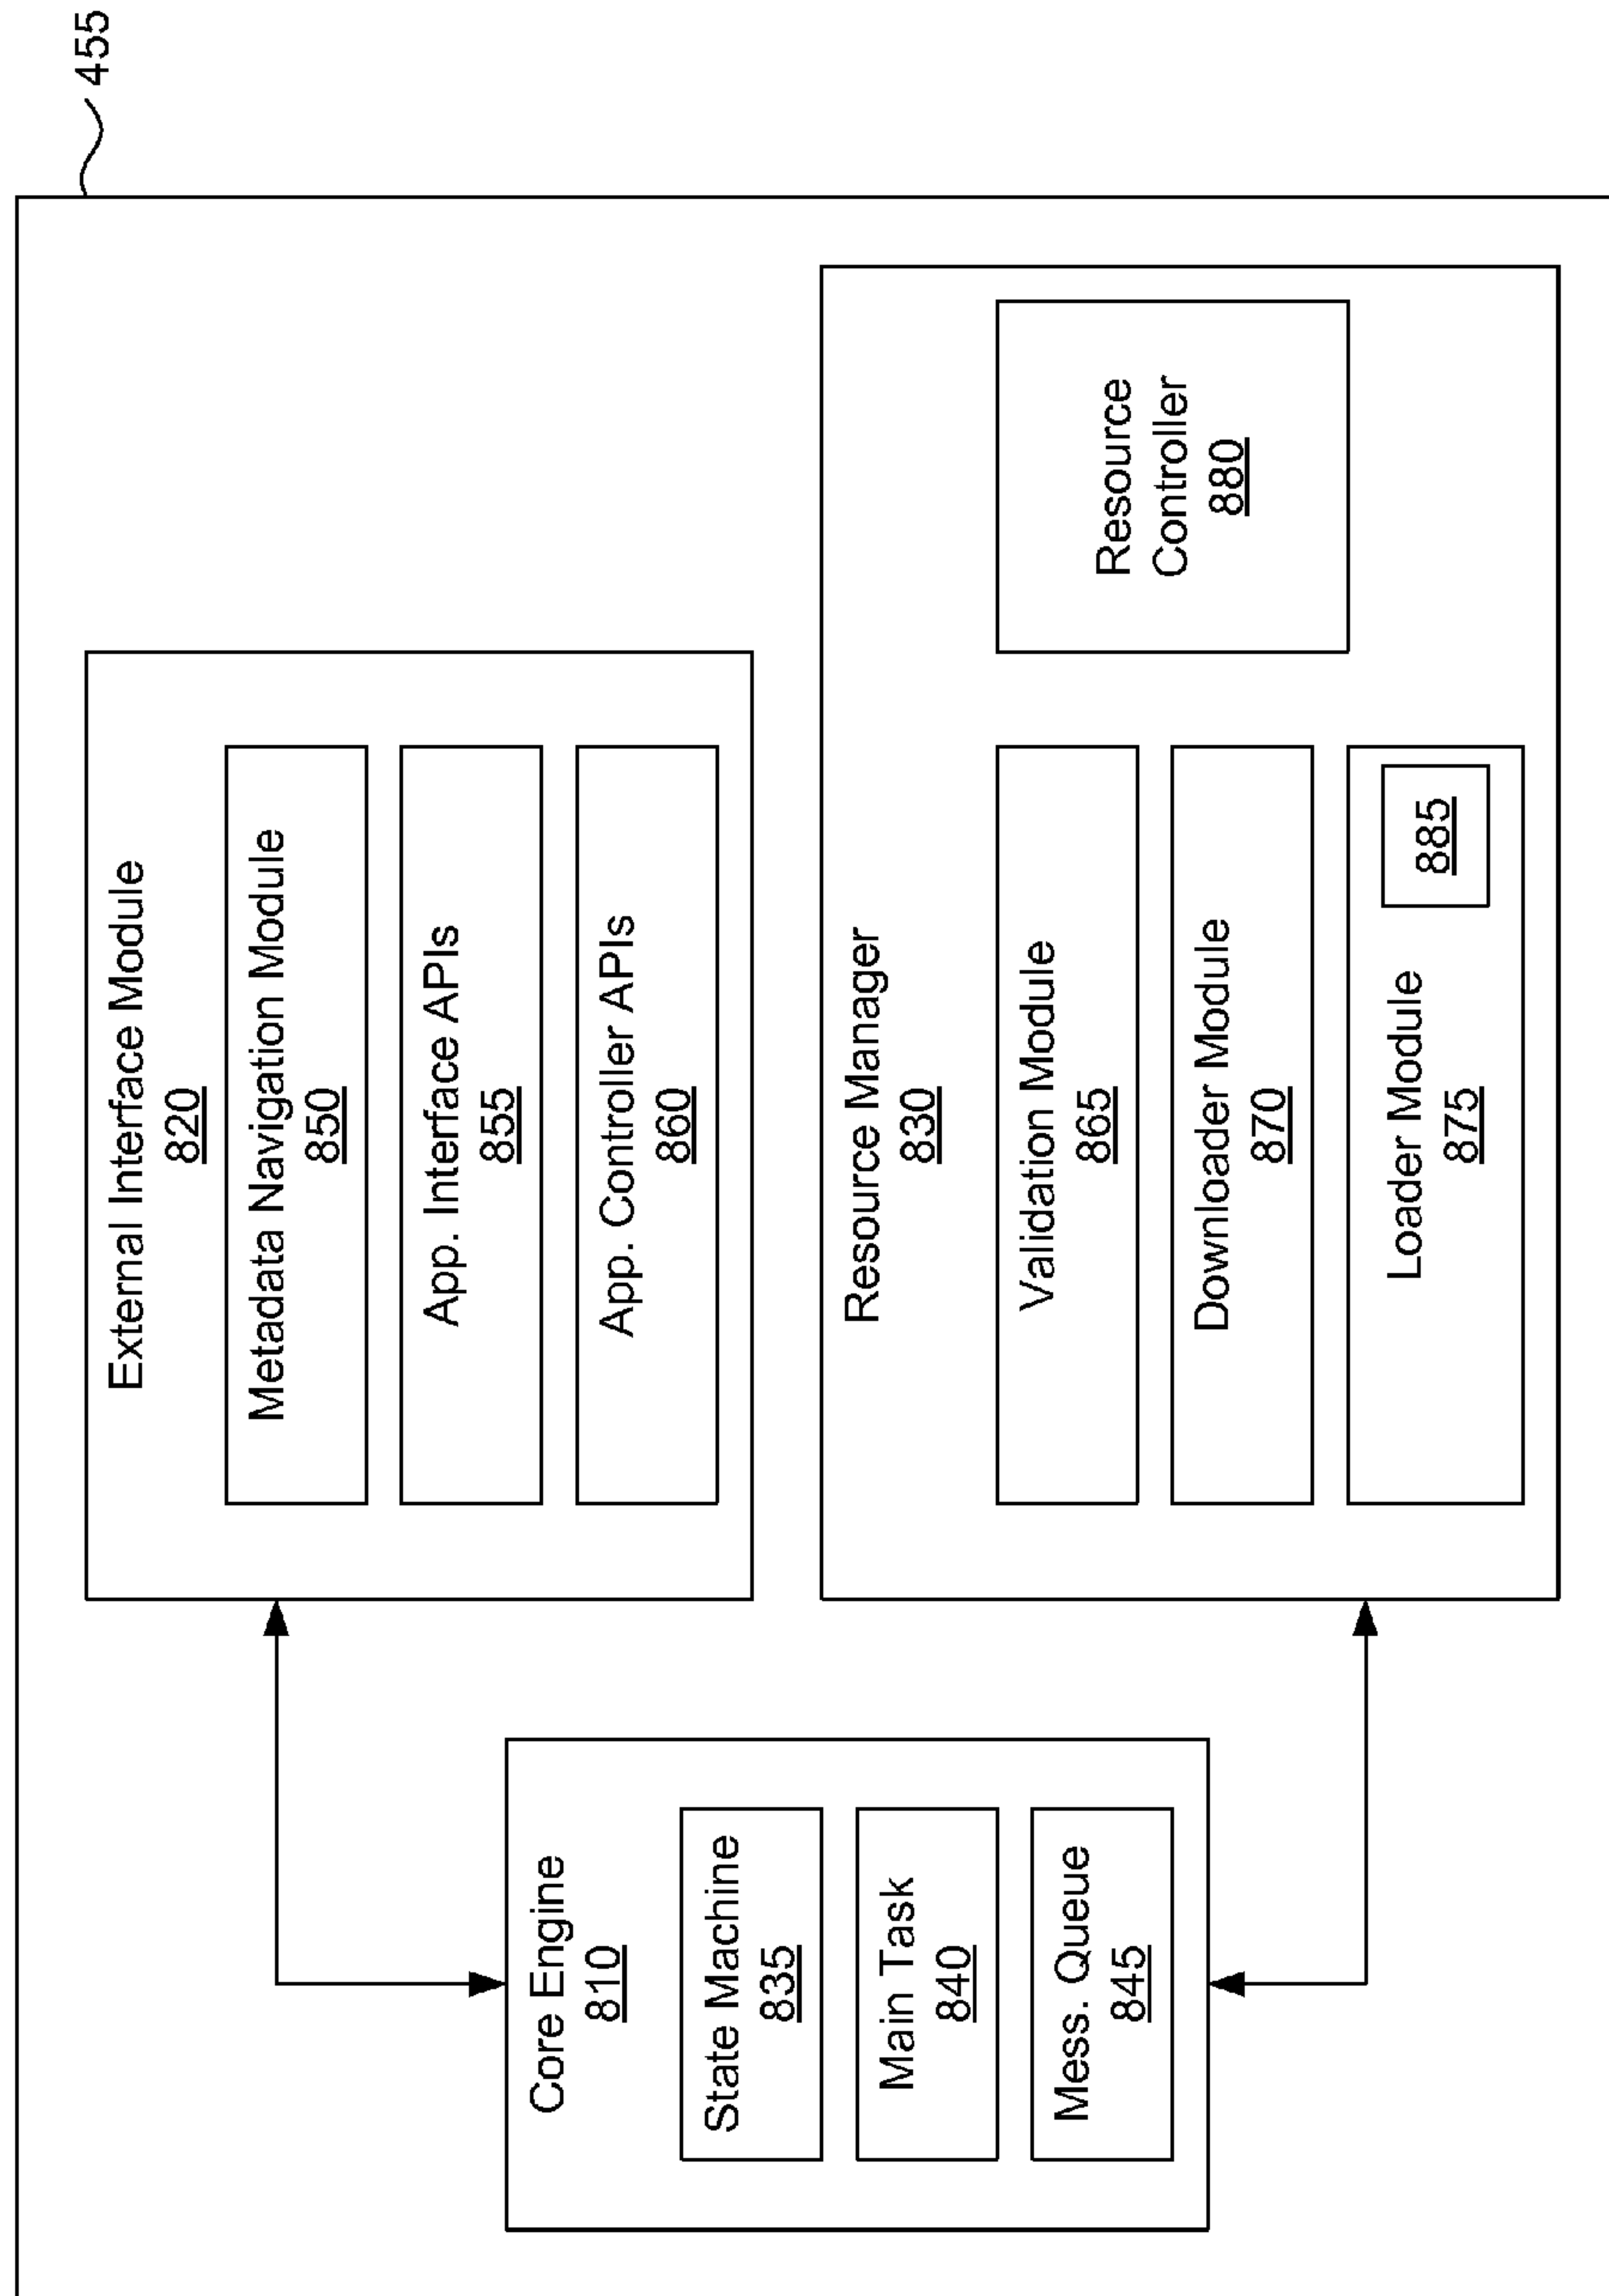 455
Core Engine
810
State Machine
835
Main Task
840
Mess. Queue
845
External Interface Module
820
Metadata Navigation Module
850
App. Interface APIs
855
App. Controller APIs
860
Resource Manager
830
Validation Module
865
Downloader Module
870
Loader Module
875
885
Resource
Controller
880